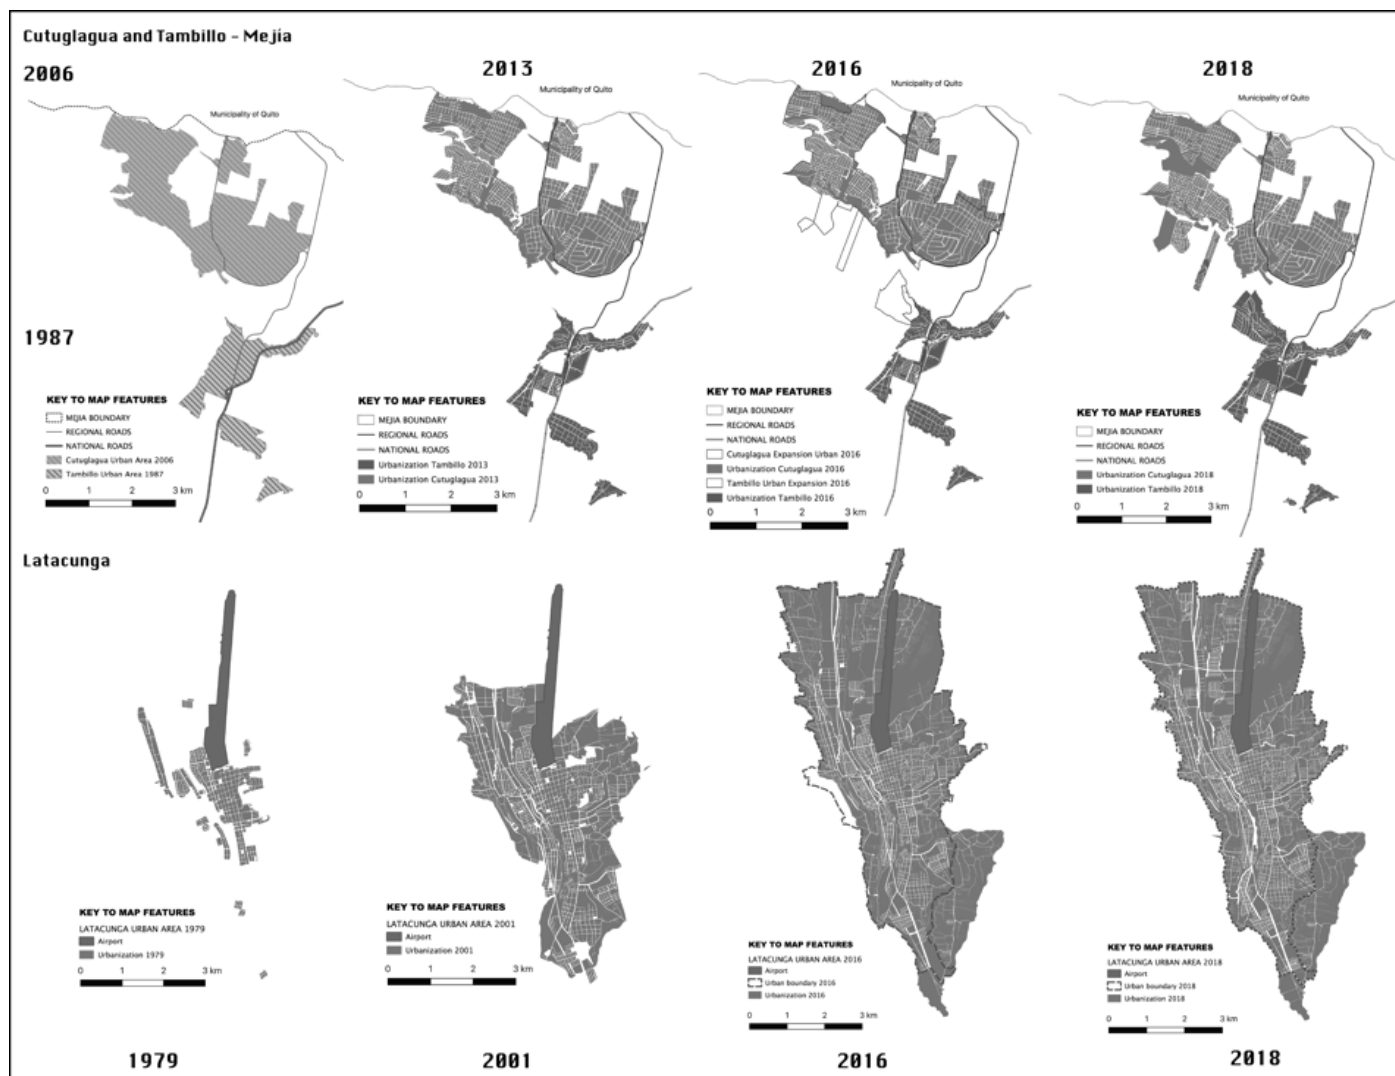 Cutuglagua and Tambillo - Mejía
2006
2013
2016
2018
Municipality of Quito
Municipality of Quito
Municipality of Quito
Municipality of Quito
1987
KEY TO MAP FEATURES
MEJIA BOUNDARY
REGIONAL ROADS
NATIONAL ROADS
Cutuglagua Urban Area 2006
Tambillo Urban Area 1987
0 1 2 3 km
KEY TO MAP FEATURES
MEJIA BOUNDARY
REGIONAL ROADS
NATIONAL ROADS
Urbanization Tambillo 2013
Urbanization Cutuglagua 2013
0 1 2 3 km
KEY TO MAP FEATURES
MEJIA BOUNDARY
REGIONAL ROADS
NATIONAL ROADS
Cutuglagua Expansion Urban 2016
Urbanization Cutuglagua 2016
Tambillo Urban Expansion 2016
Urbanization Tambillo 2016
0 1 2 3 km
KEY TO MAP FEATURES
MEJIA BOUNDARY
REGIONAL ROADS
NATIONAL ROADS
Urbanization Cutuglagua 2018
Urbanization Tambillo 2018
0 1 2 3 km
Latacunga
KEY TO MAP FEATURES
LATACUNGA URBAN AREA 1979
Airport
Urbanization 1979
0 1 2 3 km
KEY TO MAP FEATURES
LATACUNGA URBAN AREA 2001
Airport
Urbanization 2001
0 1 2 3 km
KEY TO MAP FEATURES
LATACUNGA URBAN AREA 2016
Airport
Urban boundary 2016
Urbanization 2016
0 1 2 3 km
KEY TO MAP FEATURES
LATACUNGA URBAN AREA 2018
Airport
Urban boundary 2018
Urbanization 2018
0 1 2 3 km
1979
2001
2016
2018